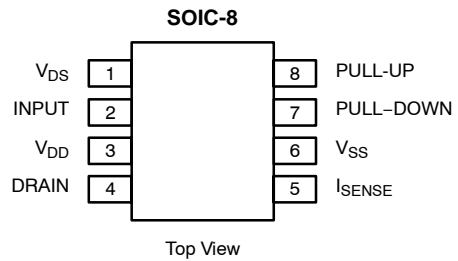 SOIC-8
V_DS 1 8 PULL-UP
INPUT 2 7 PULL−DOWN
V_DD 3 6 V_SS
DRAIN 4 5 I_SENSE
Top View